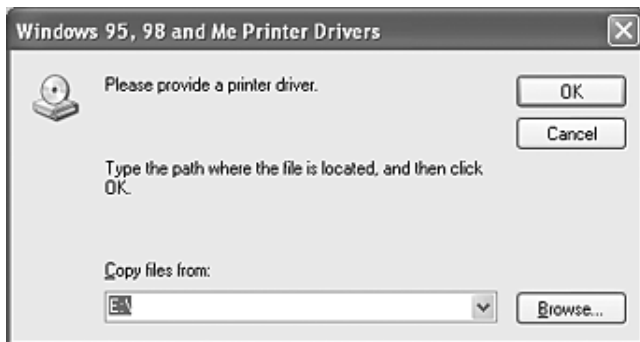 Windows 95, 98 and Me Printer Drivers
Please provide a printer driver.
OK
Cancel
Type the path where the file is located, and then click
OK.
Copy files from:
E:\
Browse...